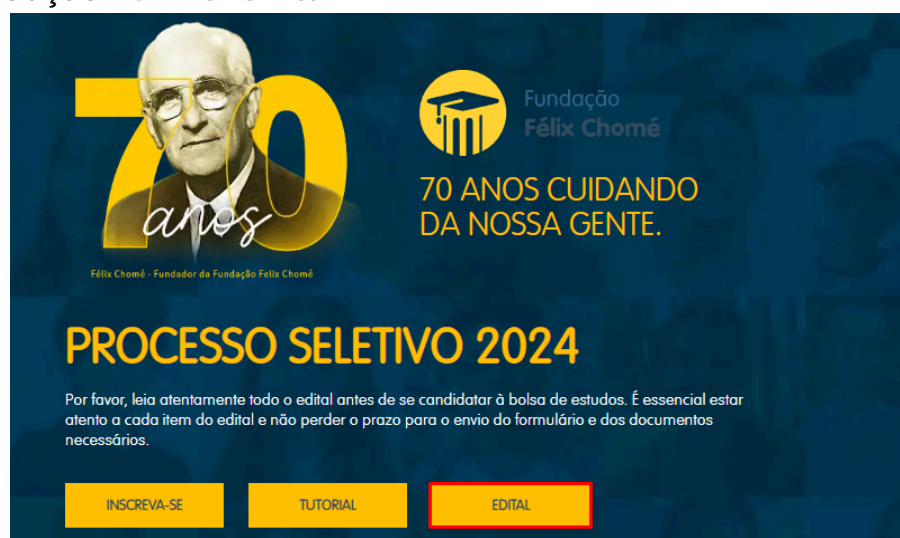 70
anos
Félix Chomé - Fundador da Fundação Felix Chomé
Fundação
Félix Chomé
70 ANOS CUIDANDO
DA NOSSA GENTE.
PROCESSO SELETIVO 2024
Por favor, leia atentamente todo o edital antes de se candidatar à bolsa de estudos. É essencial estar
atento a cada item do edital e não perder o prazo para o envio do formulário e dos documentos
necessários.
INSCREVA-SE
TUTORIAL
EDITAL